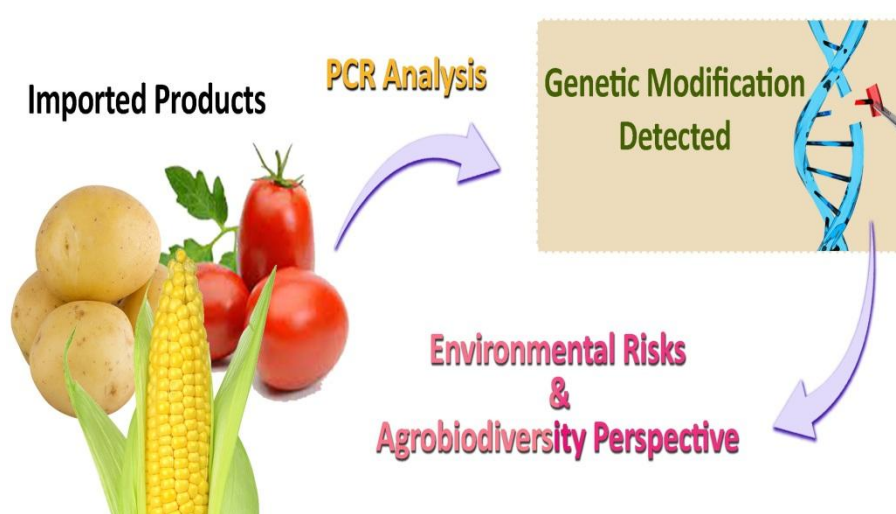 Imported Products
PCR Analysis
Genetic Modification
Detected
Environmental Risks
&
Agrobiodiversity Perspective